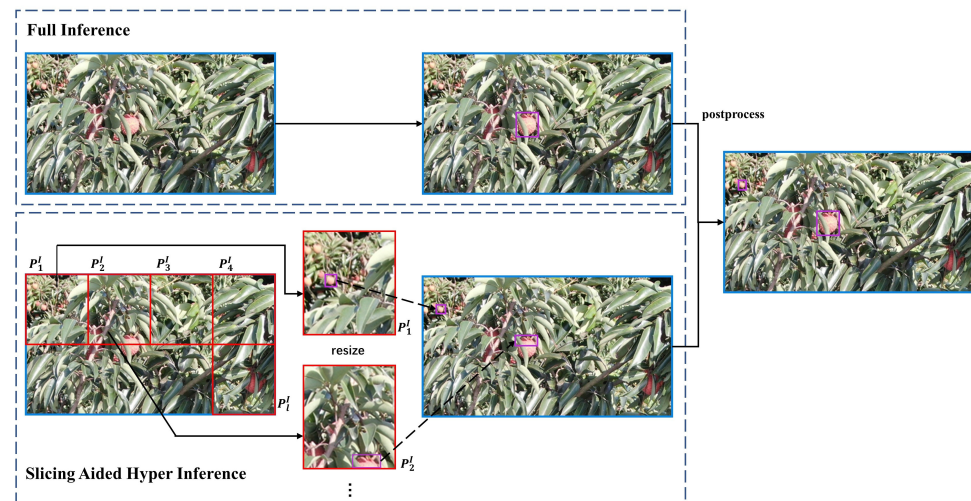 Full Inference
postprocess
P_1^I
P_2^I
P_3^I
P_4^I
P_1^I
resize
P_l^I
P_2^I
Slicing Aided Hyper Inference
⋮